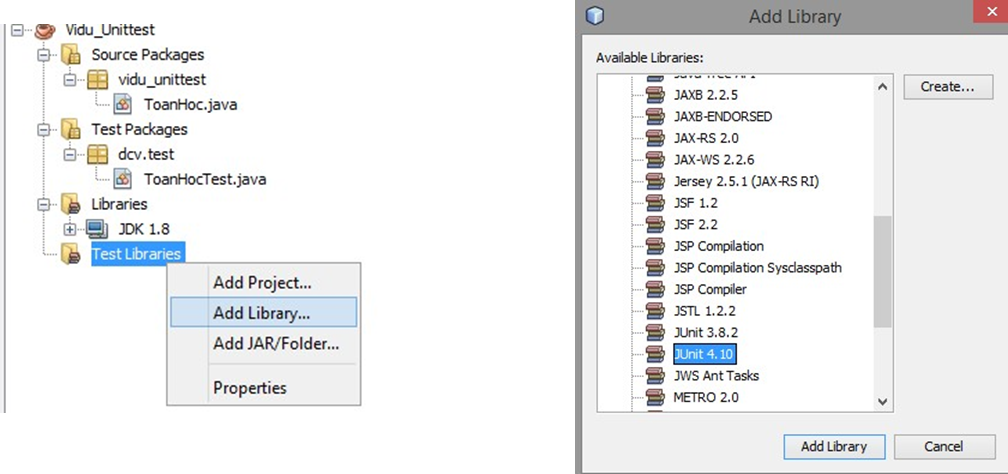 Vidu_Unittest
Source Packages
vidu_unittest
ToanHoc.java
Test Packages
dcv.test
ToanHocTest.java
Libraries
JDK 1.8
Test Libraries
Add Project...
Add Library...
Add JAR/Folder...
Properties
Add Library
Available Libraries:
JAXB 2.2.5
JAXB-ENDORSED
JAX-RS 2.0
JAX-WS 2.2.6
Jersey 2.5.1 (JAX-RS RI)
JSF 1.2
JSF 2.2
JSP Compilation
JSP Compilation Sysclasspath
JSP Compiler
JSTL 1.2.2
JUnit 3.8.2
JUnit 4.10
JWS Ant Tasks
METRO 2.0
Create...
Add Library
Cancel